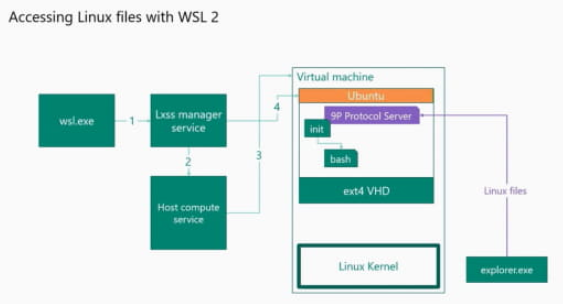 Accessing Linux files with WSL 2
Virtual machine
Ubuntu
wsl.exe
1
Lxss manager
service
4
9P Protocol Server
init
bash
2
3
ext4 VHD
Host compute
service
Linux files
Linux Kernel
explorer.exe